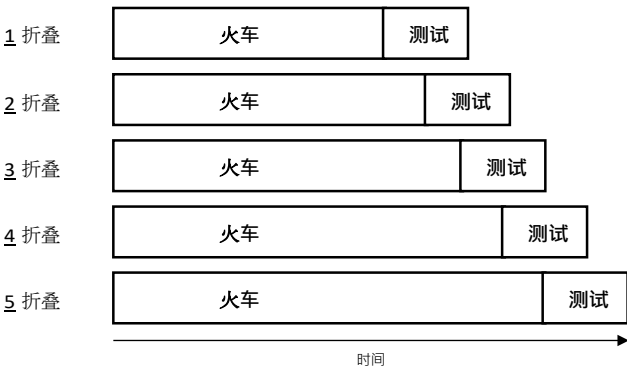 1 折叠 火车 测试
2 折叠 火车 测试
3 折叠 火车 测试
4 折叠 火车 测试
5 折叠 火车 测试
时间